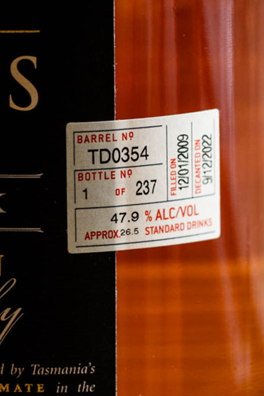 S
BARREL Nº
TD0354
BOTTLE Nº
1 OF 237
FILLED ON
12/01/2009
DECANTED ON
9/12/2022
47.9 % ALC/VOL
APPROX. 26.5 STANDARD DRINKS
K
N
by
d by Tasmania's
MATE in the